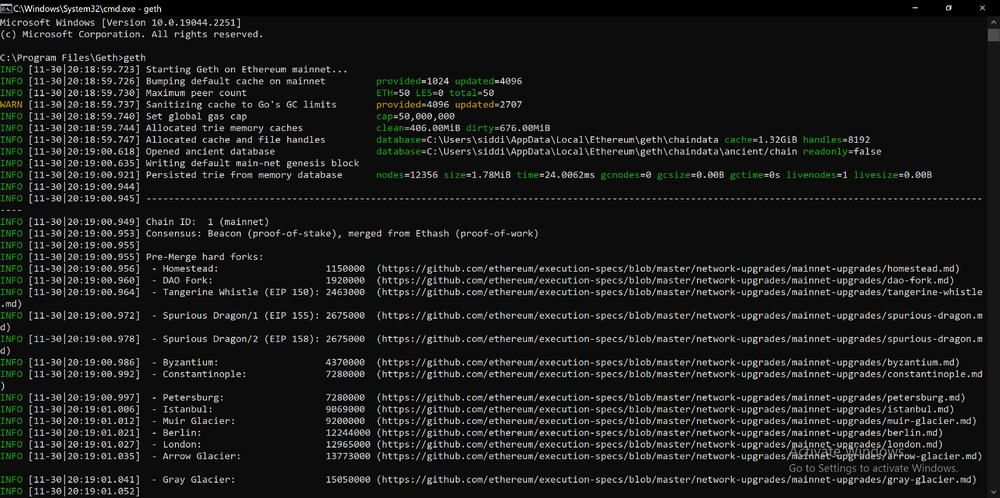 C:\Windows\System32\cmd.exe - geth
Microsoft Windows [Version 10.0.19044.2251]
(c) Microsoft Corporation. All rights reserved.
C:\Program Files\Geth>geth
INFO [11-30|20:18:59.723] Starting Geth on Ethereum mainnet...
INFO [11-30|20:18:59.726] Bumping default cache on mainnet provided=1024 updated=4096
INFO [11-30|20:18:59.730] Maximum peer count ETH=50 LES=0 total=50
WARN [11-30|20:18:59.737] Sanitizing cache to Go's GC limits provided=4096 updated=2707
INFO [11-30|20:18:59.740] Set global gas cap cap=50,000,000
INFO [11-30|20:18:59.744] Allocated trie memory caches clean=406.00MiB dirty=676.00MiB
INFO [11-30|20:18:59.747] Allocated cache and file handles database=C:\Users\siddi\AppData\Local\Ethereum\geth\chaindata cache=1.32GiB handles=8192
INFO [11-30|20:19:00.618] Opened ancient database database=C:\Users\siddi\AppData\Local\Ethereum\geth\chaindata\ancient/chain readonly=false
INFO [11-30|20:19:00.635] Writing default main-net genesis block
INFO [11-30|20:19:00.921] Persisted trie from memory database nodes=12356 size=1.78MiB time=24.0062ms gcnodes=0 gcsize=0.00B gctime=0s livenodes=1 livesize=0.00B
INFO [11-30|20:19:00.944]
INFO [11-30|20:19:00.945] -----------------------------------------------------------------------------------------------------------------------------------------------------
----
INFO [11-30|20:19:00.949] Chain ID:  1 (mainnet)
INFO [11-30|20:19:00.953] Consensus: Beacon (proof-of-stake), merged from Ethash (proof-of-work)
INFO [11-30|20:19:00.955]
INFO [11-30|20:19:00.955] Pre-Merge hard forks:
INFO [11-30|20:19:00.956]  - Homestead: 1150000 (https://github.com/ethereum/execution-specs/blob/master/network-upgrades/mainnet-upgrades/homestead.md)
INFO [11-30|20:19:00.960]  - DAO Fork: 1920000 (https://github.com/ethereum/execution-specs/blob/master/network-upgrades/mainnet-upgrades/dao-fork.md)
INFO [11-30|20:19:00.964]  - Tangerine Whistle (EIP 150): 2463000 (https://github.com/ethereum/execution-specs/blob/master/network-upgrades/mainnet-upgrades/tangerine-whistle
.md)
INFO [11-30|20:19:00.972]  - Spurious Dragon/1 (EIP 155): 2675000 (https://github.com/ethereum/execution-specs/blob/master/network-upgrades/mainnet-upgrades/spurious-dragon.m
d)
INFO [11-30|20:19:00.978]  - Spurious Dragon/2 (EIP 158): 2675000 (https://github.com/ethereum/execution-specs/blob/master/network-upgrades/mainnet-upgrades/spurious-dragon.m
d)
INFO [11-30|20:19:00.986]  - Byzantium: 4370000 (https://github.com/ethereum/execution-specs/blob/master/network-upgrades/mainnet-upgrades/byzantium.md)
INFO [11-30|20:19:00.992]  - Constantinople: 7280000 (https://github.com/ethereum/execution-specs/blob/master/network-upgrades/mainnet-upgrades/constantinople.md
)
INFO [11-30|20:19:00.997]  - Petersburg: 7280000 (https://github.com/ethereum/execution-specs/blob/master/network-upgrades/mainnet-upgrades/petersburg.md)
INFO [11-30|20:19:01.006]  - Istanbul: 9069000 (https://github.com/ethereum/execution-specs/blob/master/network-upgrades/mainnet-upgrades/istanbul.md)
INFO [11-30|20:19:01.012]  - Muir Glacier: 9200000 (https://github.com/ethereum/execution-specs/blob/master/network-upgrades/mainnet-upgrades/muir-glacier.md)
INFO [11-30|20:19:01.021]  - Berlin: 12244000 (https://github.com/ethereum/execution-specs/blob/master/network-upgrades/mainnet-upgrades/berlin.md)
INFO [11-30|20:19:01.027]  - London: 12965000 (https://github.com/ethereum/execution-specs/blob/master/network-upgrades/mainnet-upgrades/london.md)
INFO [11-30|20:19:01.035]  - Arrow Glacier: 13773000 (https://github.com/ethereum/execution-specs/blob/master/network-upgrades/mainnet-upgrades/arrow-glacier.md)
Activate Windows
Go to Settings to activate Windows.
INFO [11-30|20:19:01.041]  - Gray Glacier: 15050000 (https://github.com/ethereum/execution-specs/blob/master/network-upgrades/mainnet-upgrades/gray-glacier.md)
INFO [11-30|20:19:01.052]